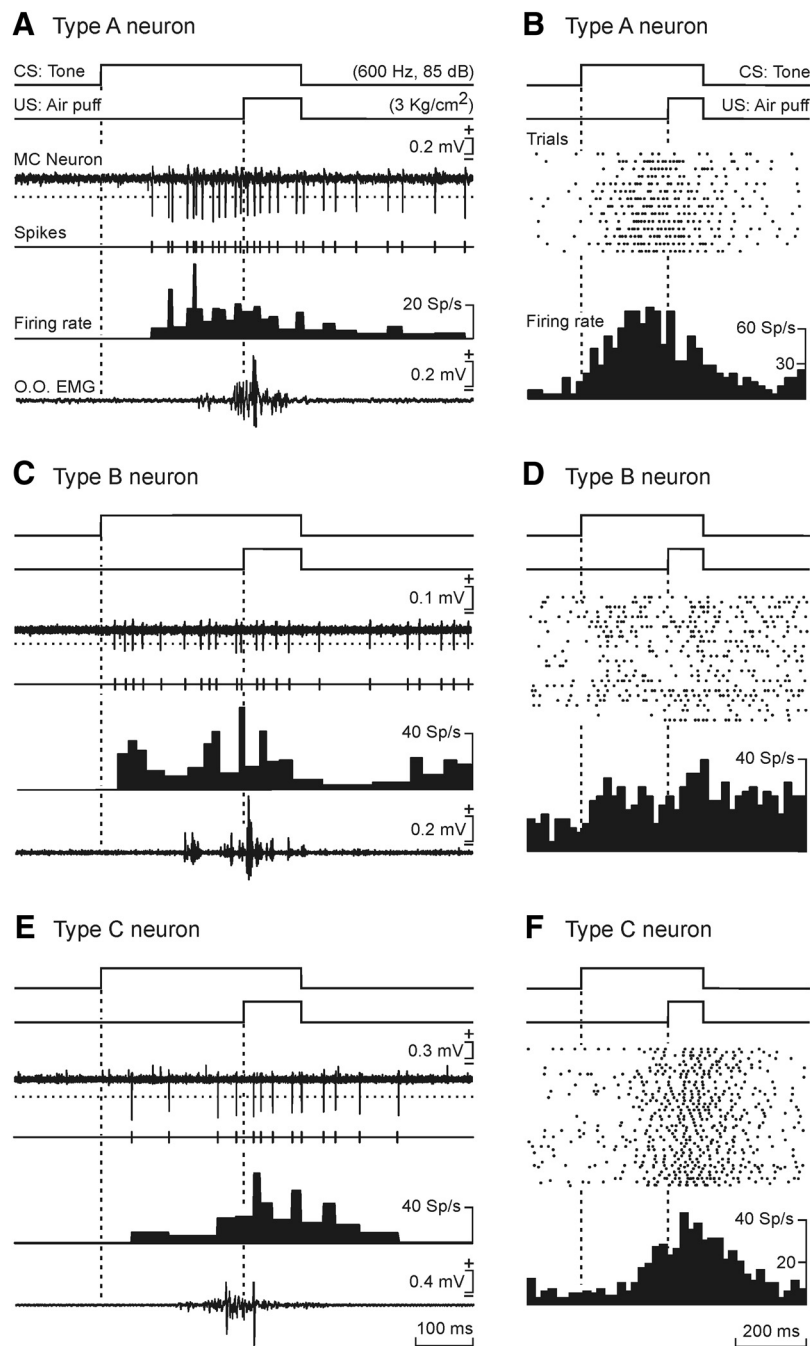 A Type A neuron
CS: Tone (600 Hz, 85 dB)
US: Air puff (3 Kg/cm2)
+
0.2 mV
=
MC Neuron
Spikes
20 Sp/s
Firing rate
+
0.2 mV
=
O.O. EMG
B Type A neuron
CS: Tone
US: Air puff
Trials
Firing rate
60 Sp/s
30
C Type B neuron
+
0.1 mV
=
40 Sp/s
+
0.2 mV
=
D Type B neuron
40 Sp/s
E Type C neuron
+
0.3 mV
=
40 Sp/s
+
0.4 mV
=
100 ms
F Type C neuron
40 Sp/s
20
200 ms